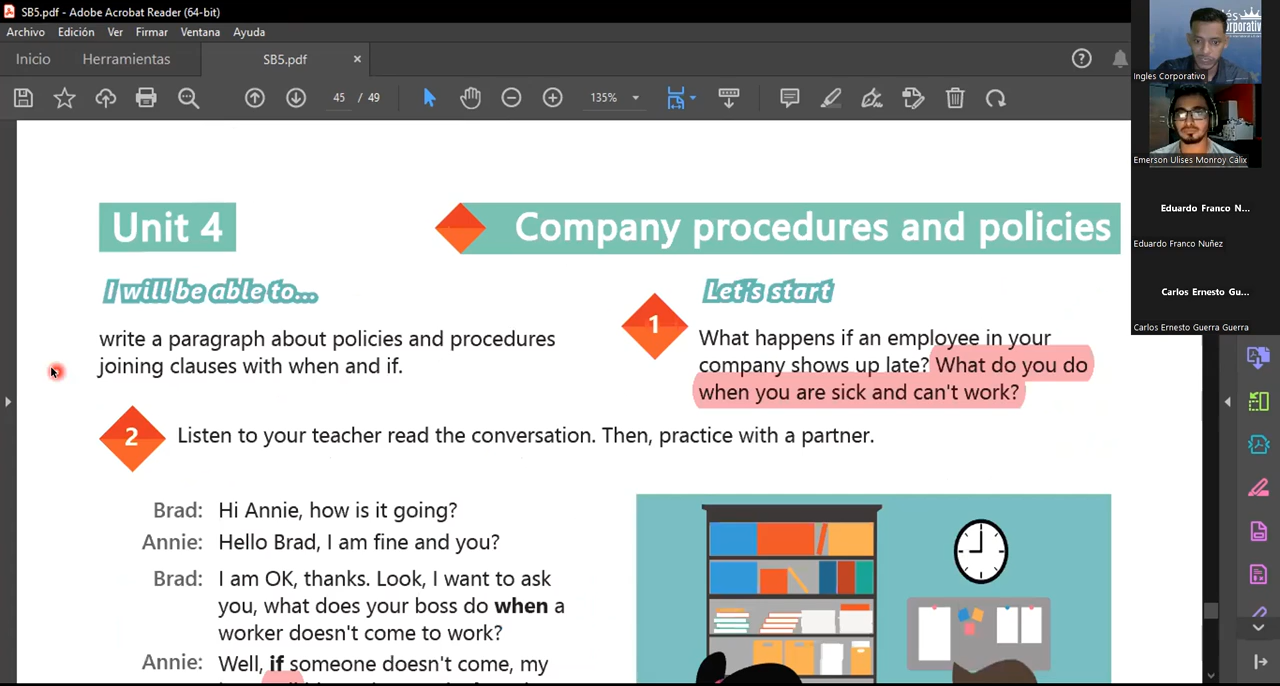 SB5.pdf - Adobe Acrobat Reader (64-bit)
Archivo Edición Ver Firmar Ventana Ayuda
Inicio Herramientas SB5.pdf ×
45 / 49 135%
Unit 4 Company procedures and policies
I will be able to...
write a paragraph about policies and procedures
joining clauses with when and if.
Let's start
1
What happens if an employee in your
company shows up late? What do you do
when you are sick and can't work?
2 Listen to your teacher read the conversation. Then, practice with a partner.
Brad: Hi Annie, how is it going?
Annie: Hello Brad, I am fine and you?
Brad: I am OK, thanks. Look, I want to ask
you, what does your boss do when a
worker doesn't come to work?
Annie: Well, if someone doesn't come, my
Ingles Corporativo
Emerson Ulises Monroy Cálix
Eduardo Franco N...
Eduardo Franco Nuñez
Carlos Ernesto Gu...
Carlos Ernesto Guerra Guerra